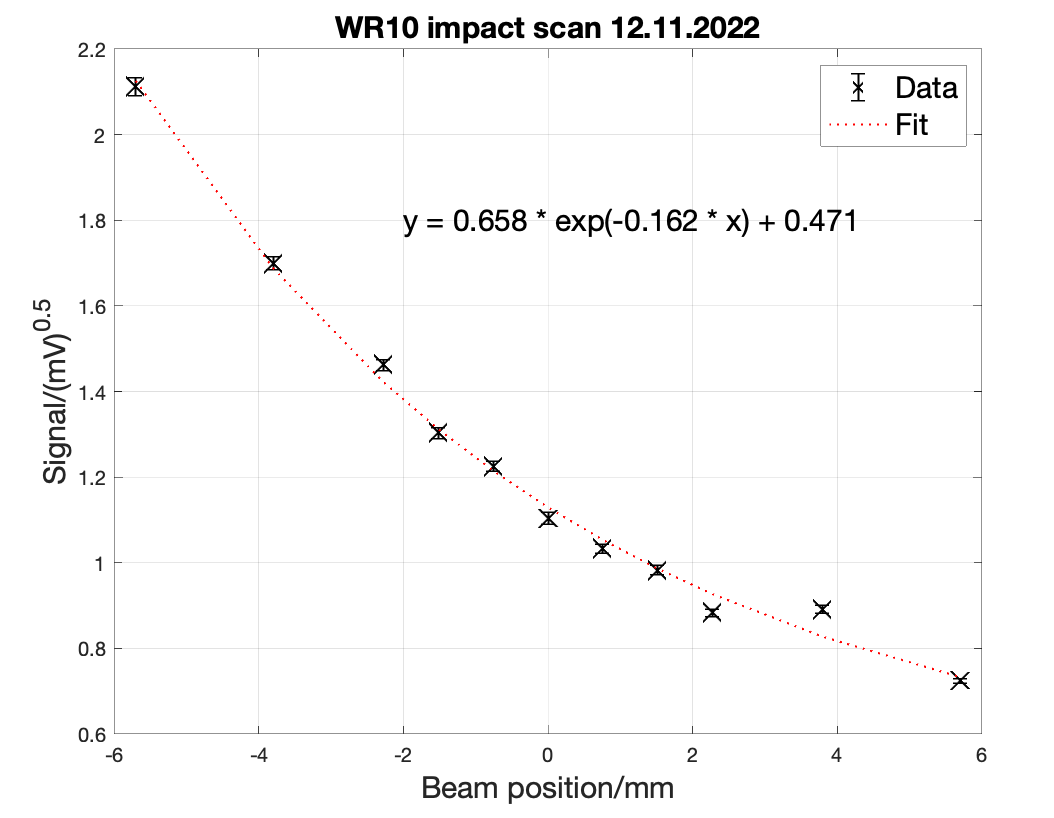 WR10 impact scan 12.11.2022
2.2
2
1.8
1.6
1.4
1.2
1
0.8
0.6
Signal/(mV)^0.5
Data
Fit
y = 0.658 * exp(-0.162 * x) + 0.471
-6 -4 -2 0 2 4 6
Beam position/mm